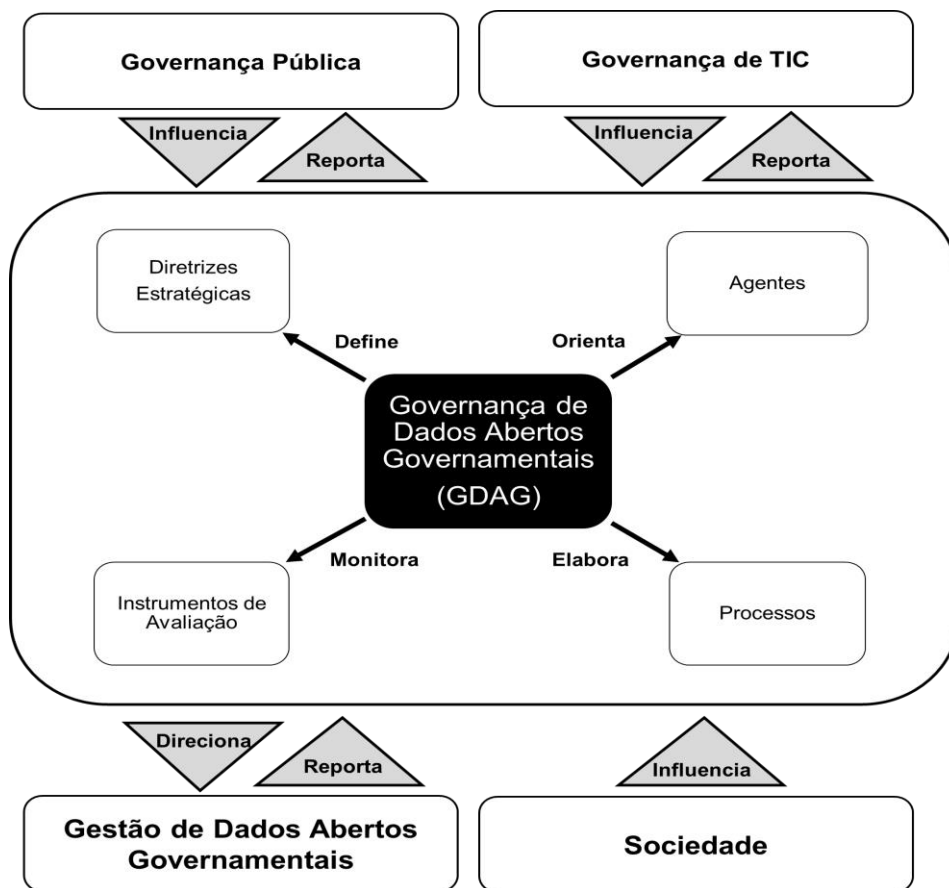 Governança Pública
Governança de TIC
Influencia
Reporta
Influencia
Reporta
Diretrizes
Estratégicas
Agentes
Define
Orienta
Governança de
Dados Abertos
Governamentais
(GDAG)
Monitora
Elabora
Instrumentos de
Avaliação
Processos
Direciona
Reporta
Influencia
Gestão de Dados Abertos
Governamentais
Sociedade